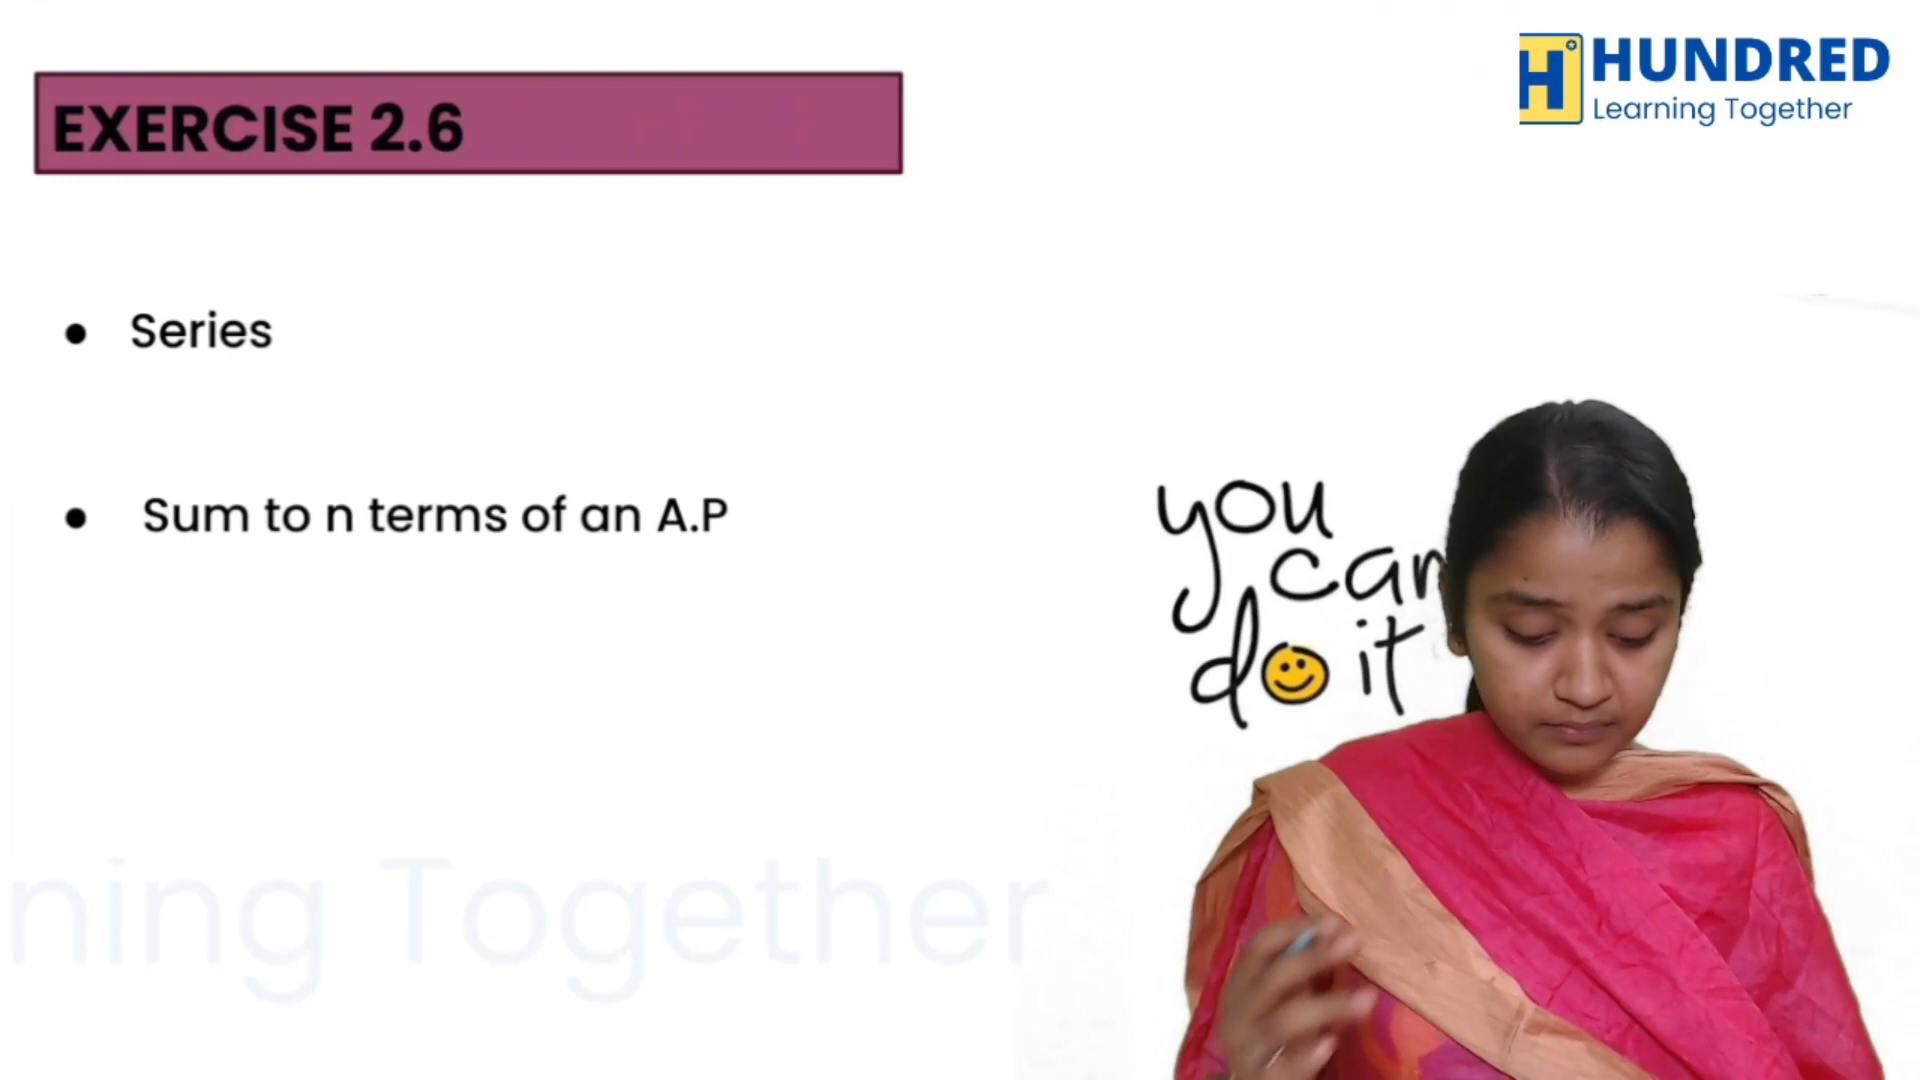 EXERCISE 2.6
HUNDRED
Learning Together
Series
Sum to n terms of an A.P
you
can
do it
ning Together